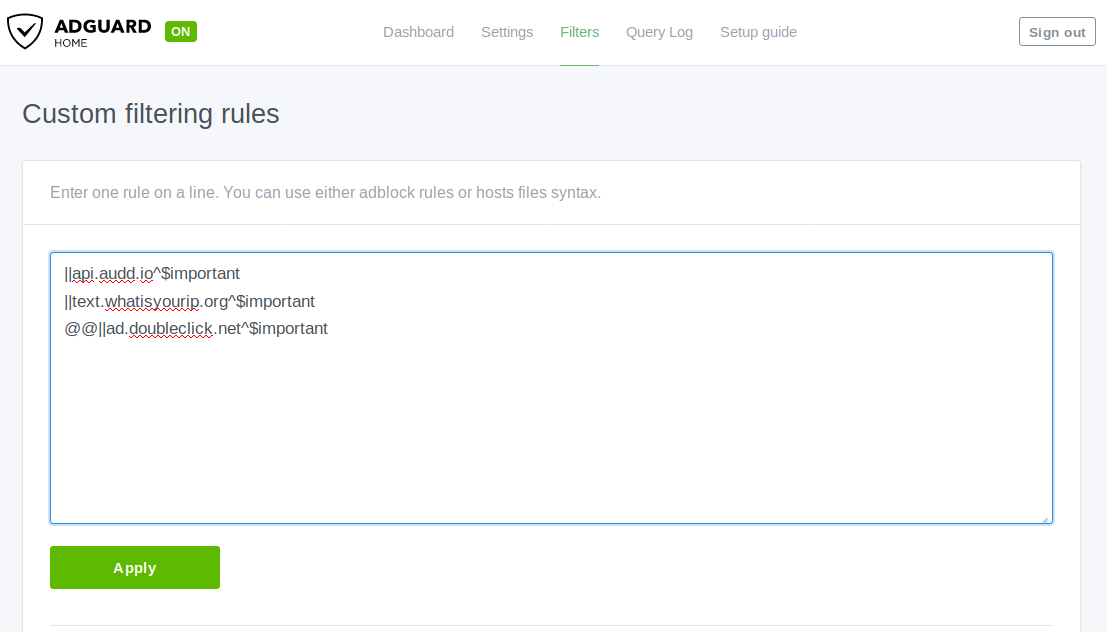 ADGUARD
HOME
ON
Dashboard
Settings
Filters
Query Log
Setup guide
Sign out
Custom filtering rules
Enter one rule on a line. You can use either adblock rules or hosts files syntax.
||api.audd.io^$important
||text.whatisyourip.org^$important
@@||ad.doubleclick.net^$important
Apply